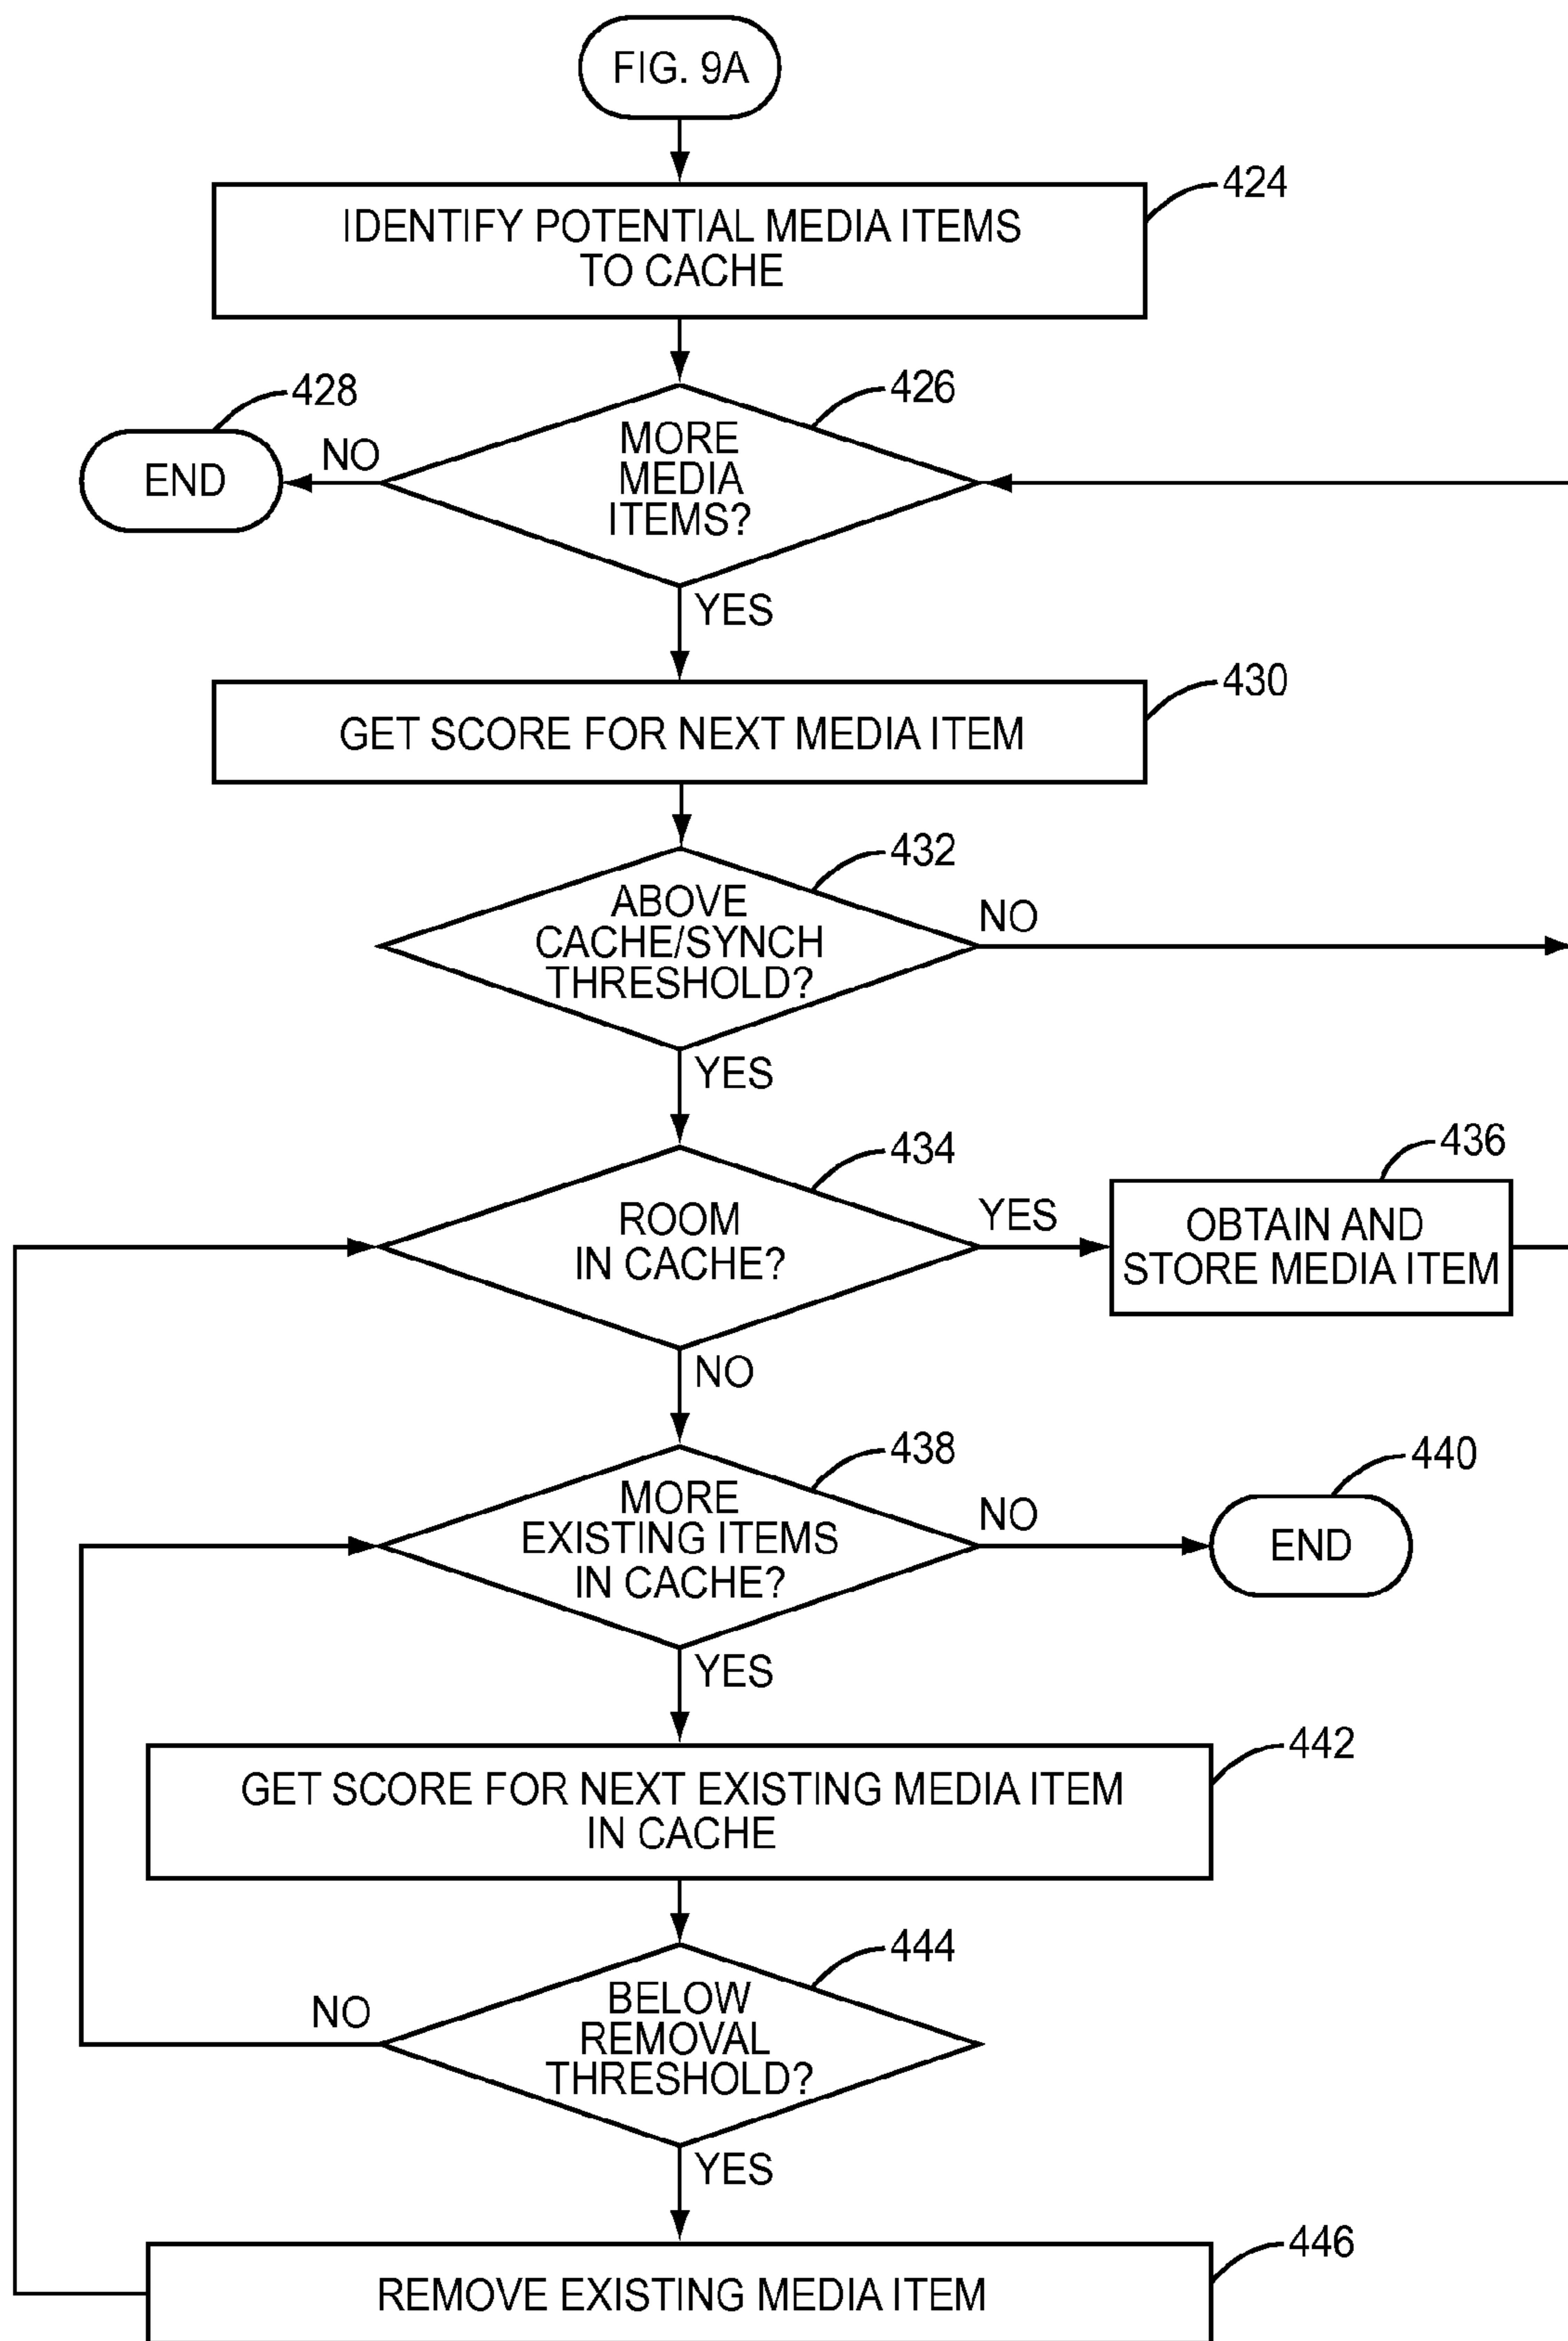 FIG. 9A
424
IDENTIFY POTENTIAL MEDIA ITEMS
TO CACHE
428
426
END
NO
MORE
MEDIA
ITEMS?
YES
430
GET SCORE FOR NEXT MEDIA ITEM
432
ABOVE
CACHE/SYNCH
THRESHOLD?
NO
YES
434
436
ROOM
IN CACHE?
YES
OBTAIN AND
STORE MEDIA ITEM
NO
438
440
MORE
EXISTING ITEMS
IN CACHE?
NO
END
YES
442
GET SCORE FOR NEXT EXISTING MEDIA ITEM
IN CACHE
444
NO
BELOW
REMOVAL
THRESHOLD?
YES
446
REMOVE EXISTING MEDIA ITEM